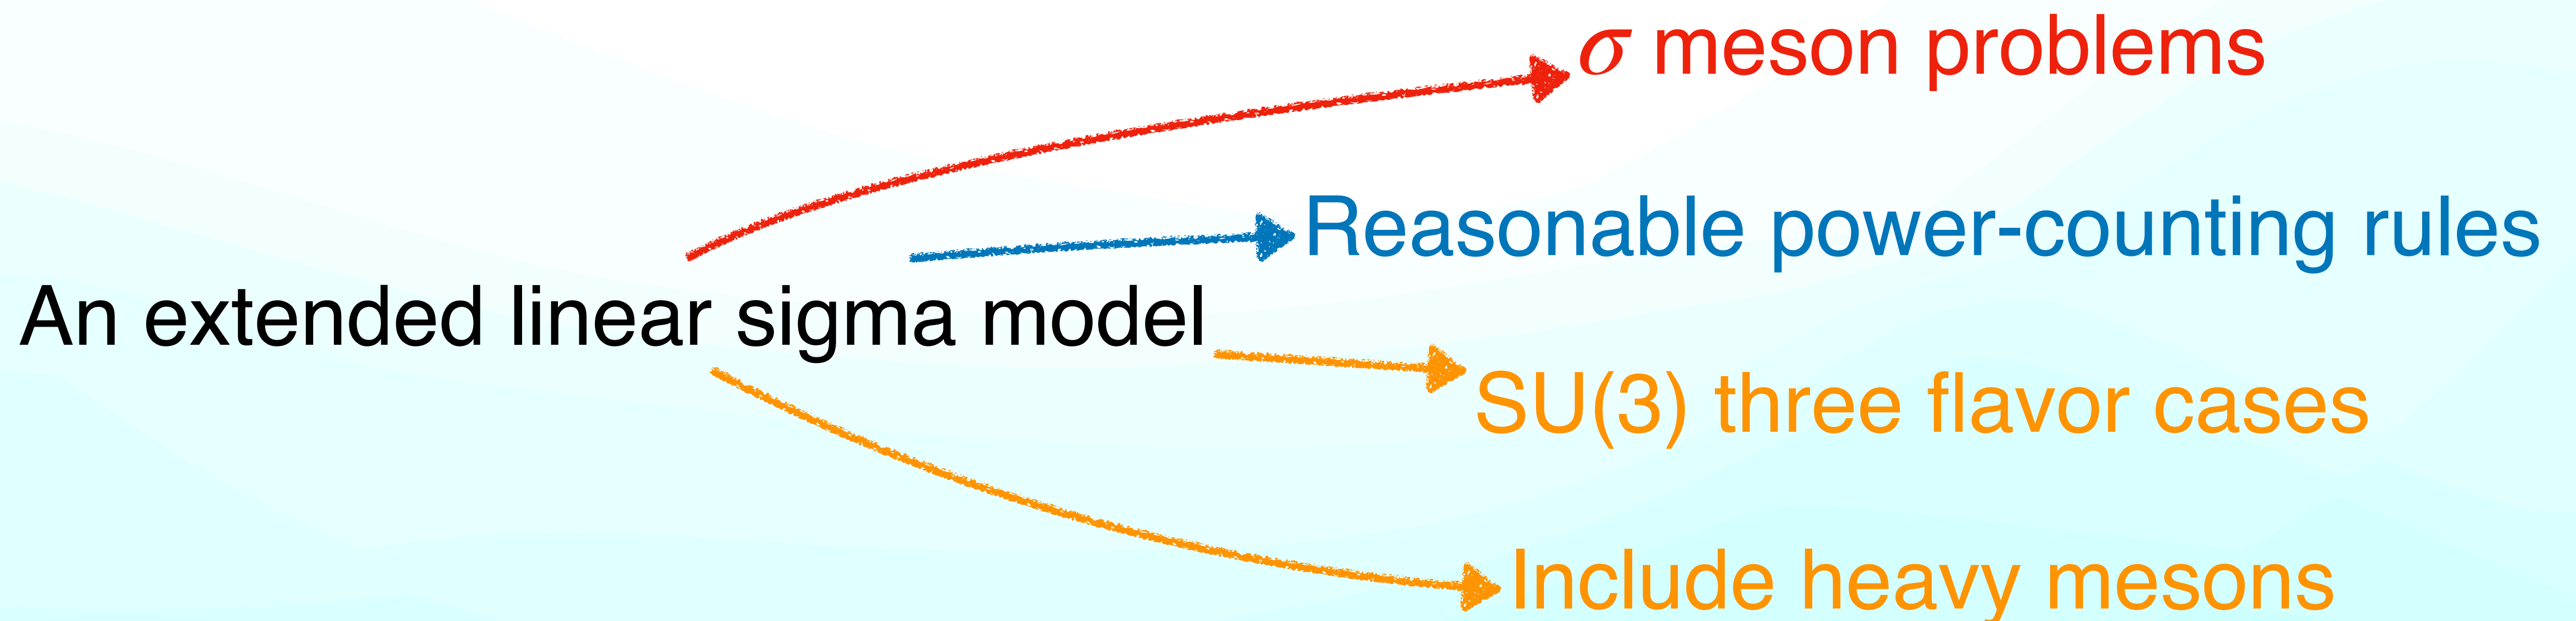 σ meson problems
Reasonable power-counting rules
An extended linear sigma model
SU(3) three flavor cases
Include heavy mesons